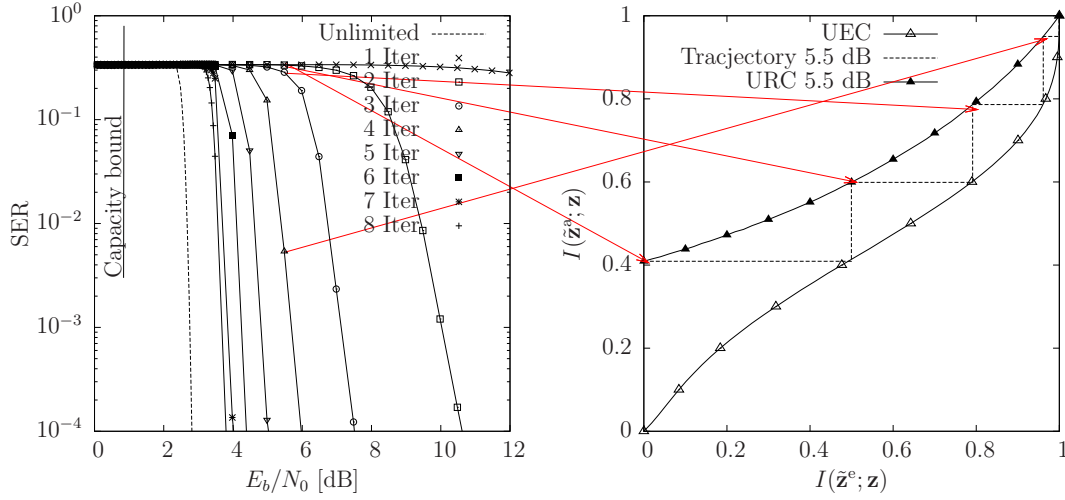 10^0
10^-1
10^-2
10^-3
10^-4
SER
0 2 4 6 8 10 12
E_b/N_0 [dB]
Capacity bound
Unlimited
1 Iter
2 Iter
3 Iter
4 Iter
5 Iter
6 Iter
7 Iter
8 Iter
1
0.8
0.6
0.4
0.2
0
I(z̃^a; z)
0 0.2 0.4 0.6 0.8 1
I(z̃^e; z)
UEC
Tracjectory 5.5 dB
URC 5.5 dB